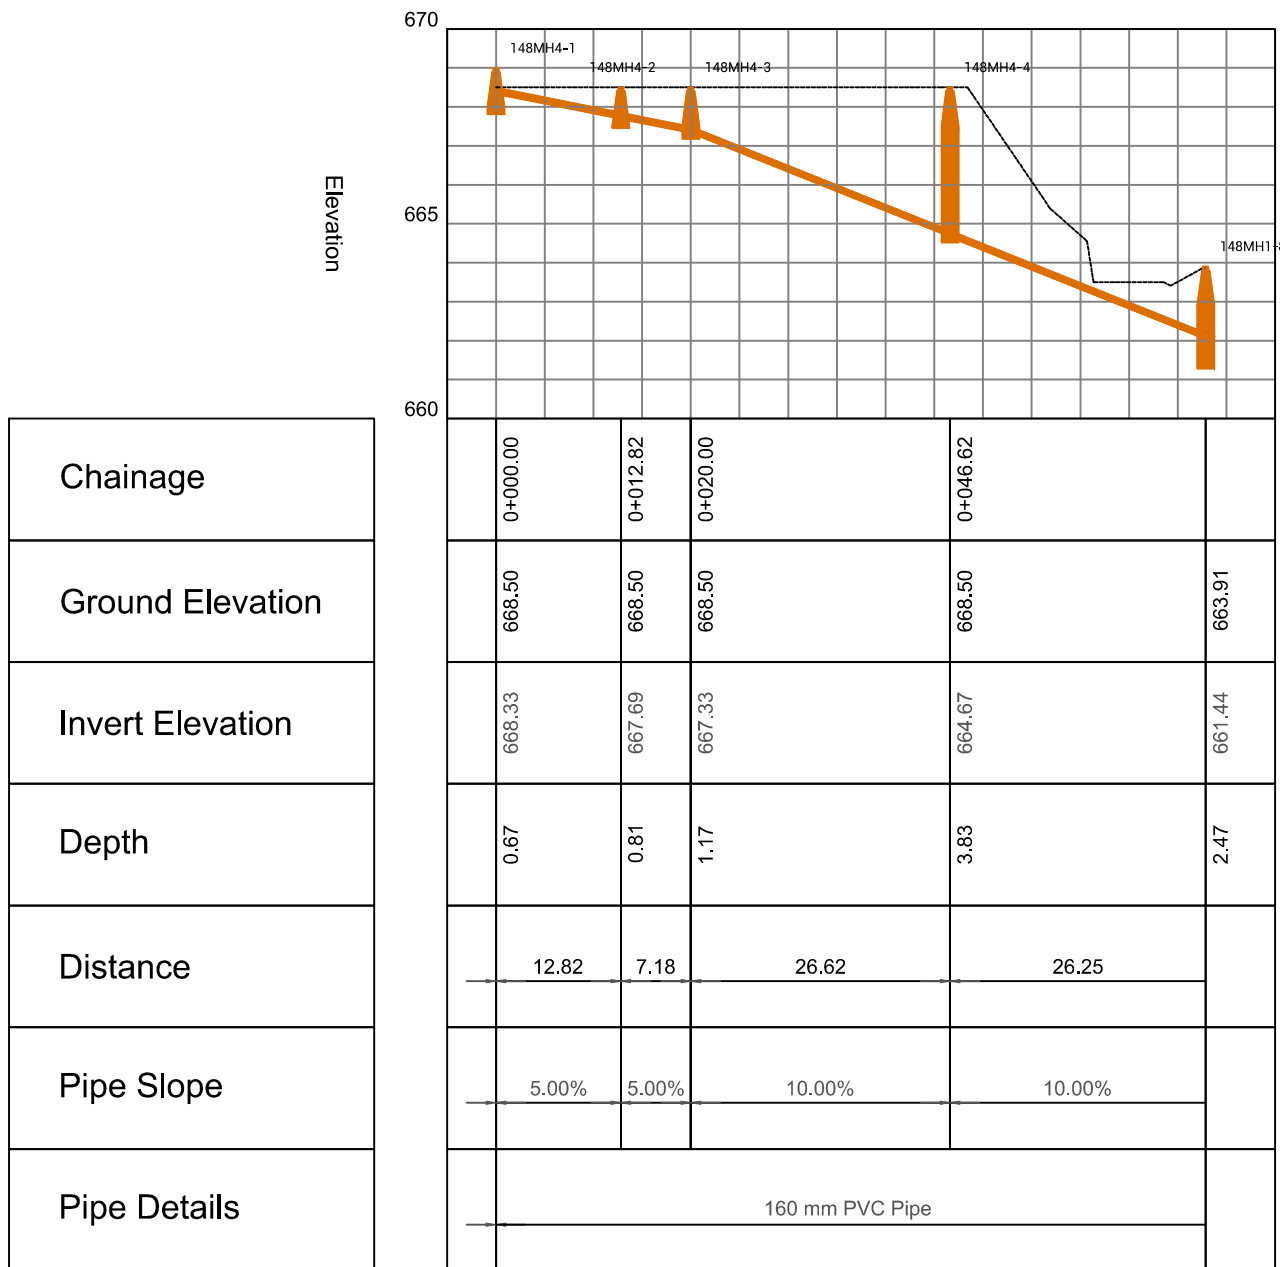 670
148MH4-1
148MH4-2
148MH4-3
148MH4-4
Elevation
665
148MH1-8
660
Chainage
0+000.00
0+012.82
0+020.00
0+046.62
Ground Elevation
668.50
668.50
668.50
668.50
663.91
Invert Elevation
668.33
667.69
667.33
664.67
661.44
Depth
0.67
0.81
1.17
3.83
2.47
Distance
12.82
7.18
26.62
26.25
Pipe Slope
5.00%
5.00%
10.00%
10.00%
Pipe Details
160 mm PVC Pipe